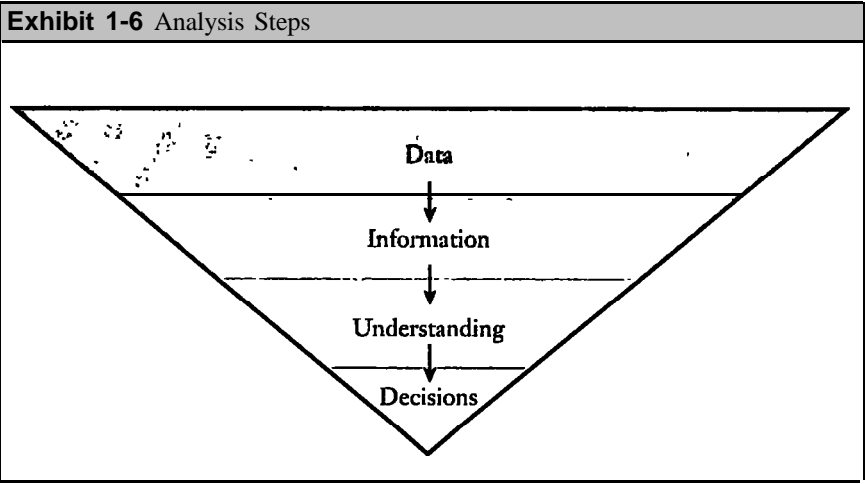 Exhibit 1-6 Analysis Steps
Data
Information
Understanding
Decisions